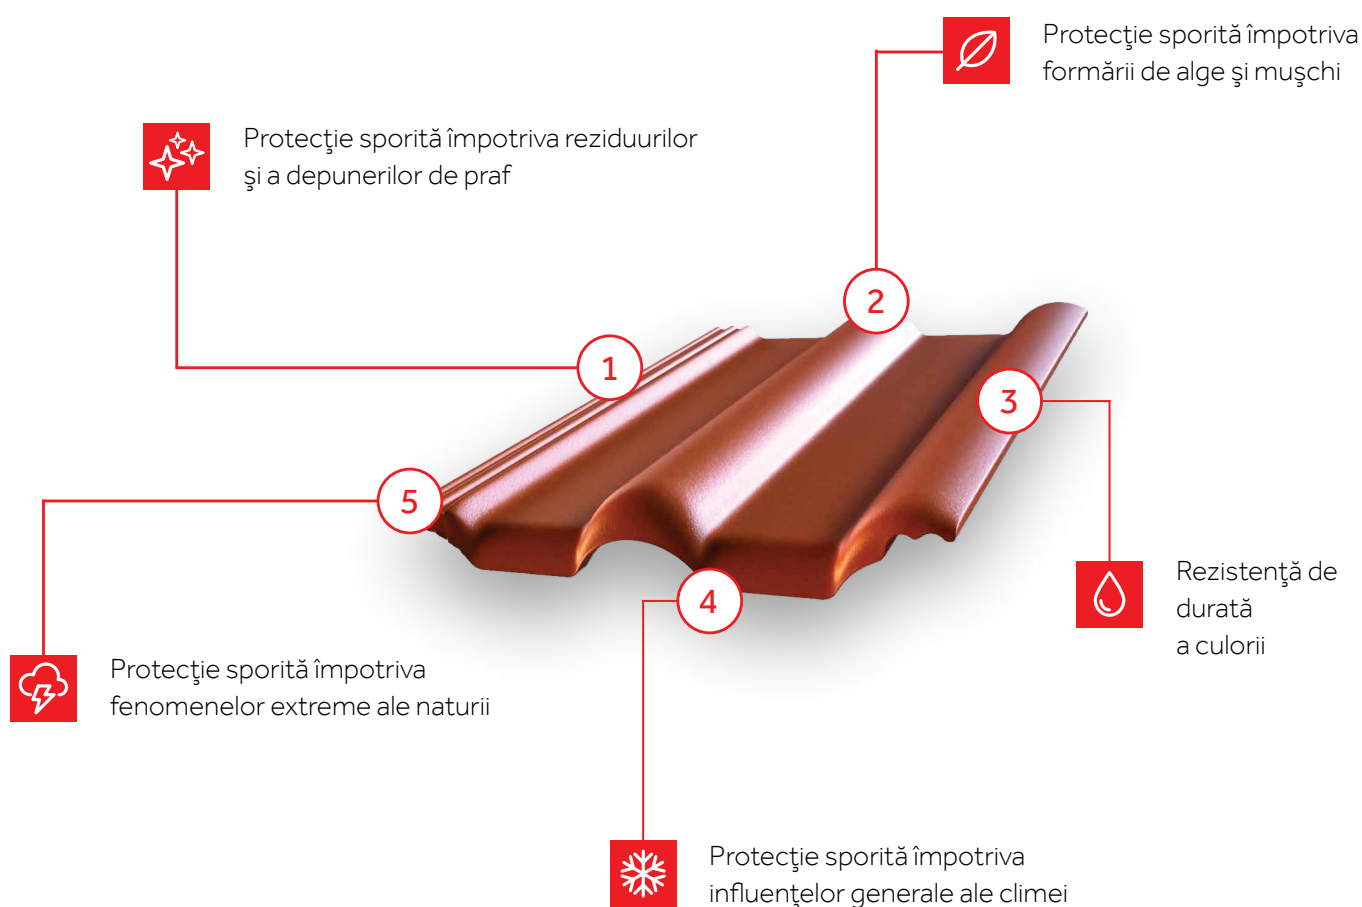 Protecţie sporită împotriva
formării de alge şi muşchi
Protecţie sporită împotriva reziduurilor
şi a depunerilor de praf
2
1
3
5
4
Rezistenţă de
durată
a culorii
Protecţie sporită împotriva
fenomenelor extreme ale naturii
Protecţie sporită împotriva
influenţelor generale ale climei